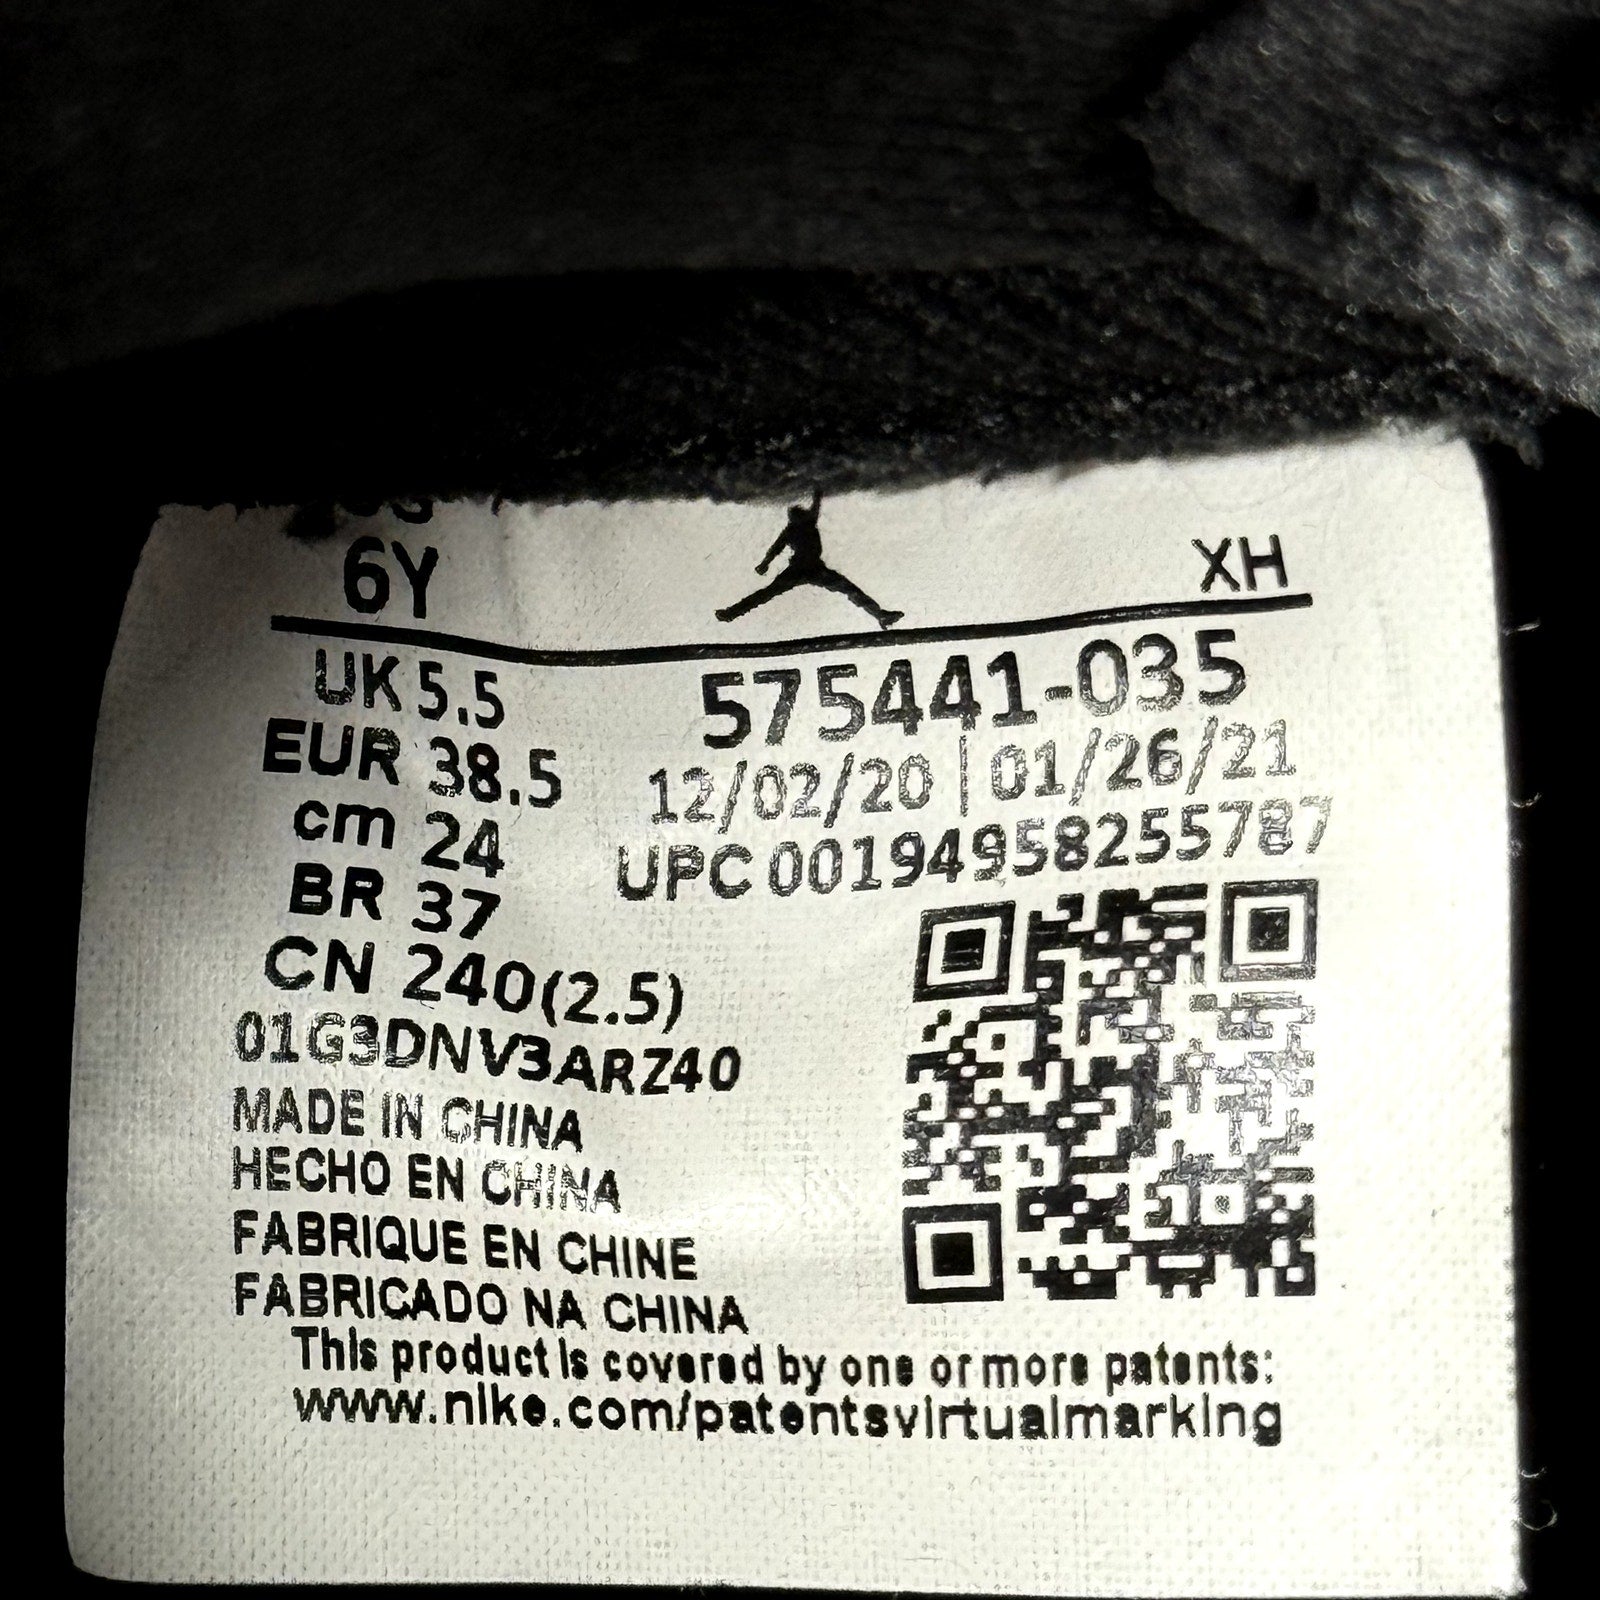 6Y
XH
UK 5.5
EUR 38.5
cm 24
BR 37
CN 240(2.5)
575441-035
12/02/20 | 01/26/21
UPC 00194958255787
01G3DNV3ARZ40
MADE IN CHINA
HECHO EN CHINA
FABRIQUE EN CHINE
FABRICADO NA CHINA
This product is covered by one or more patents:
www.nike.com/patentsvirtualmarking